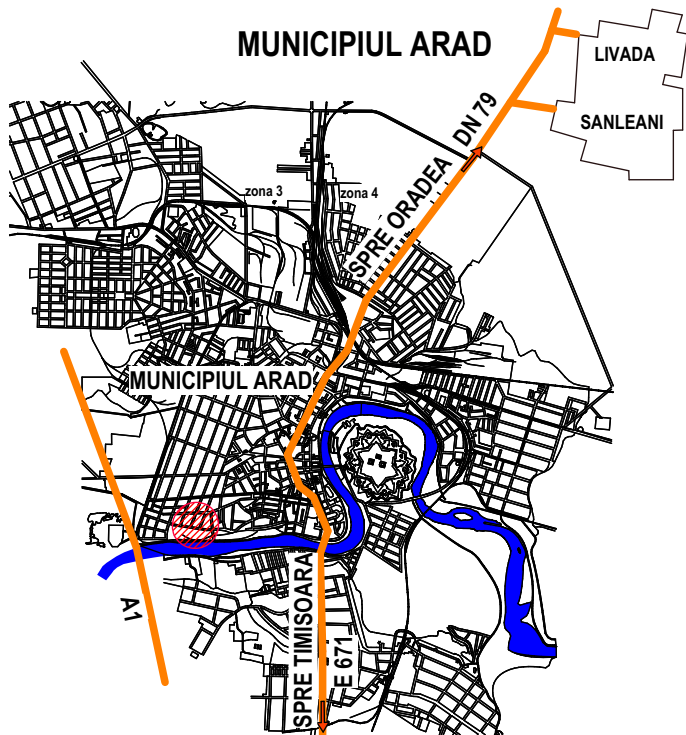 MUNICIPIUL ARAD
LIVADA
SANLEANI
SPRE ORADEA DN 79
zona 3
zona 4
MUNICIPIUL ARAD
A1
SPRE TIMISOARA
E 671